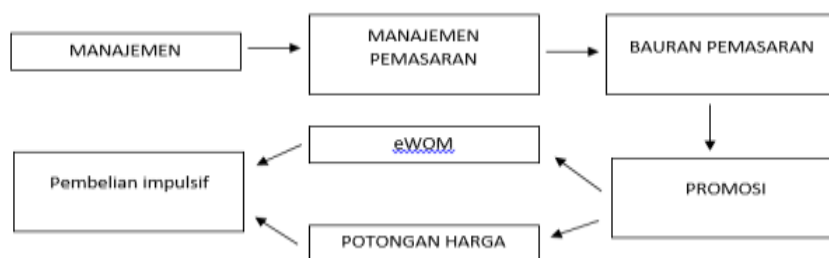 MANAJEMEN
MANAJEMEN
PEMASARAN
BAURAN PEMASARAN
eWOM
Pembelian impulsif
PROMOSI
POTONGAN HARGA